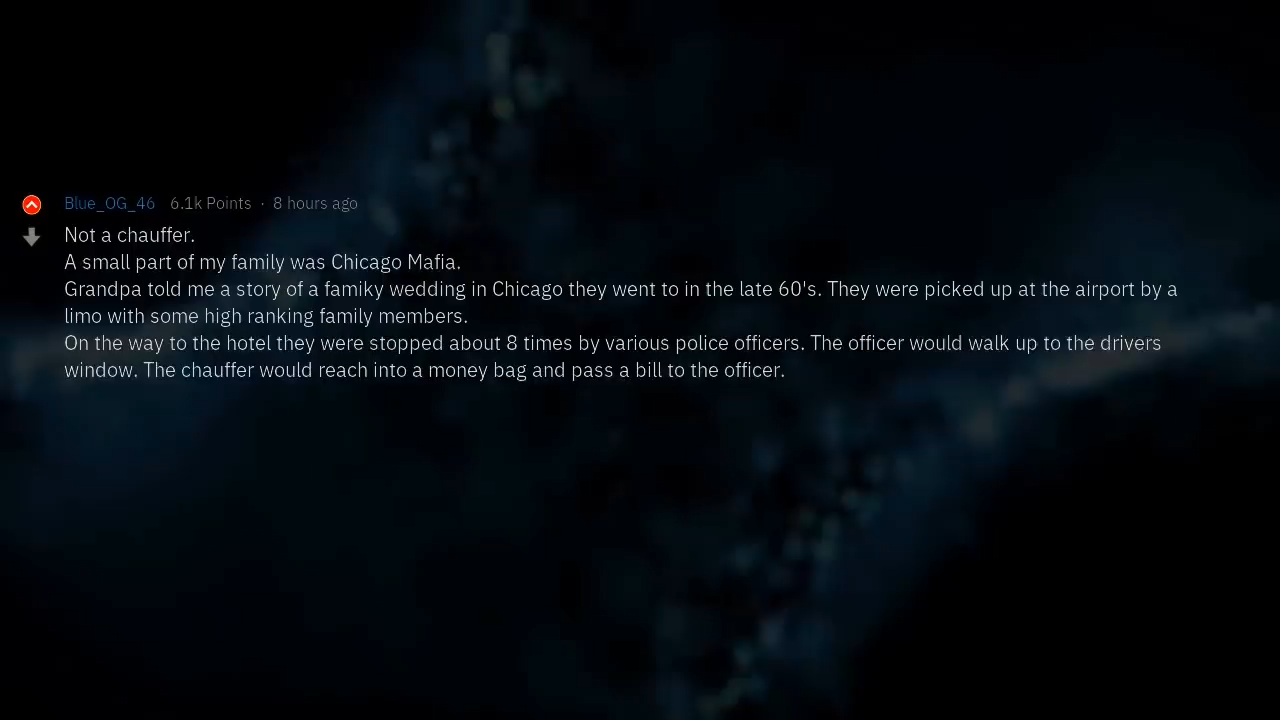 Blue_OG_46 6.1k Points · 8 hours ago
Not a chauffer.
A small part of my family was Chicago Mafia.
Grandpa told me a story of a famiky wedding in Chicago they went to in the late 60's. They were picked up at the airport by a
limo with some high ranking family members.
On the way to the hotel they were stopped about 8 times by various police officers. The officer would walk up to the drivers
window. The chauffer would reach into a money bag and pass a bill to the officer.